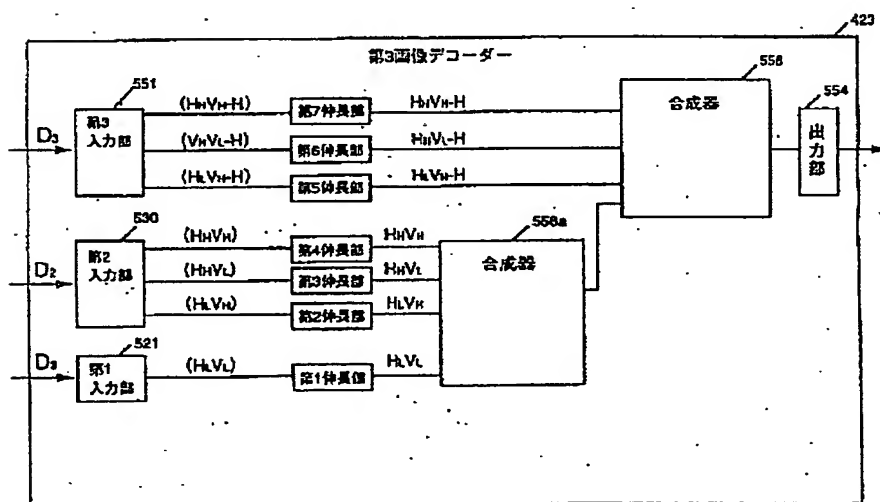 423
第3画像デコーダー
551
第3
入力部
D3
(HHVH-H)
(VHVL-H)
(HLVH-H)
第7伸長部
第6伸長部
第5伸長部
HHVH-H
HHVL-H
HLVH-H
556
合成器
554
出力部
530
第2
入力部
D2
(HHVH)
(HHVL)
(HLVH)
第4伸長部
第3伸長部
第2伸長部
HHVH
HHVL
HLVH
556a
合成器
521
第1
入力部
D3
(HLVL)
第1伸長部
HLVL